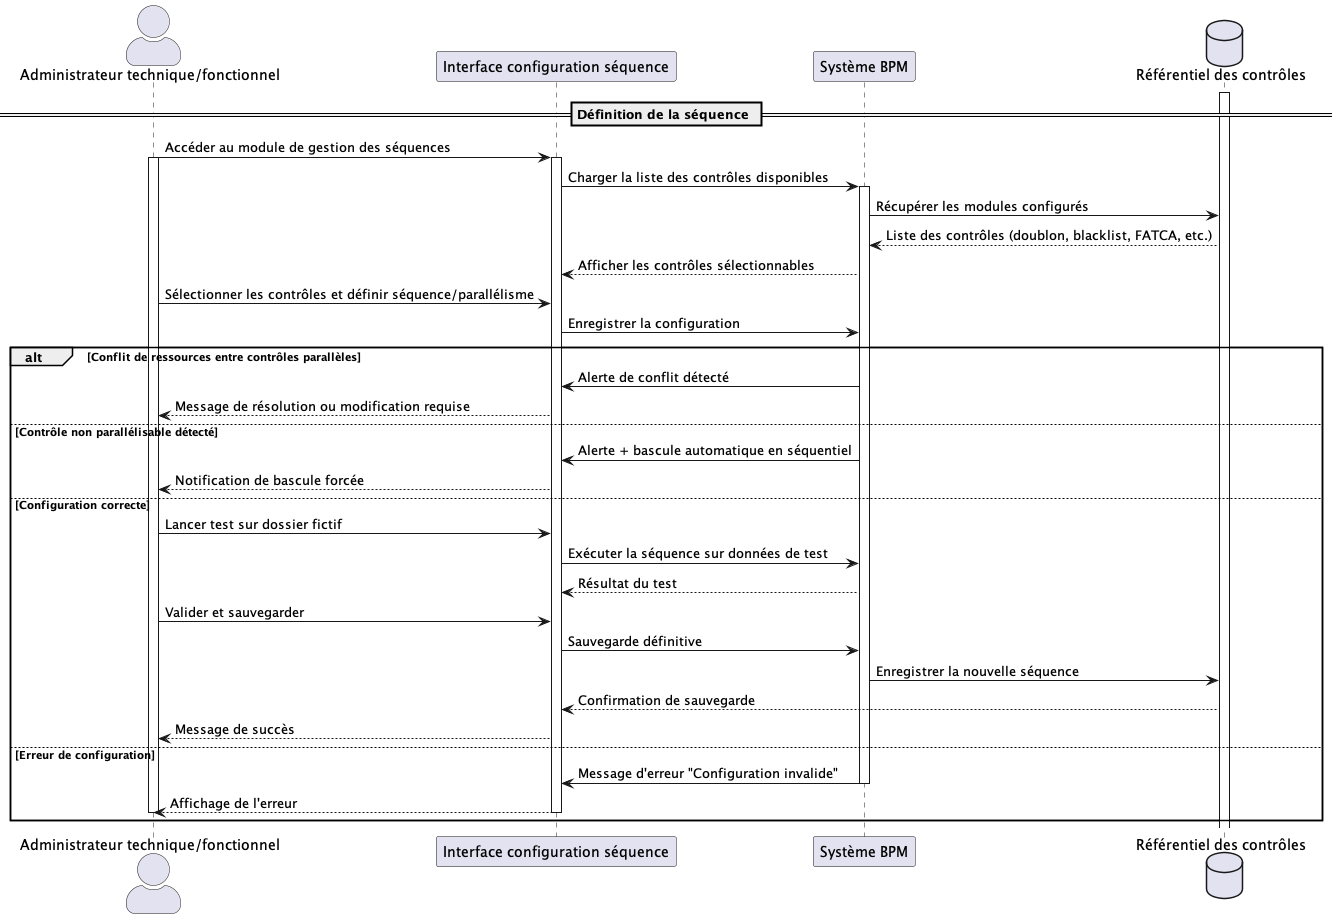 Administrateur technique/fonctionnel
Interface configuration séquence
Système BPM
Référentiel des contrôles
Définition de la séquence
Accéder au module de gestion des séquences
Charger la liste des contrôles disponibles
Récupérer les modules configurés
Liste des contrôles (doublon, blacklist, FATCA, etc.)
Afficher les contrôles sélectionnables
Sélectionner les contrôles et définir séquence/parallélisme
Enregistrer la configuration
alt
[Conflit de ressources entre contrôles parallèles]
Alerte de conflit détecté
Message de résolution ou modification requise
[Contrôle non parallélisable détecté]
Alerte + bascule automatique en séquentiel
Notification de bascule forcée
[Configuration correcte]
Lancer test sur dossier fictif
Exécuter la séquence sur données de test
Résultat du test
Valider et sauvegarder
Sauvegarde définitive
Enregistrer la nouvelle séquence
Confirmation de sauvegarde
Message de succès
[Erreur de configuration]
Message d'erreur "Configuration invalide"
Affichage de l'erreur
Administrateur technique/fonctionnel
Interface configuration séquence
Système BPM
Référentiel des contrôles